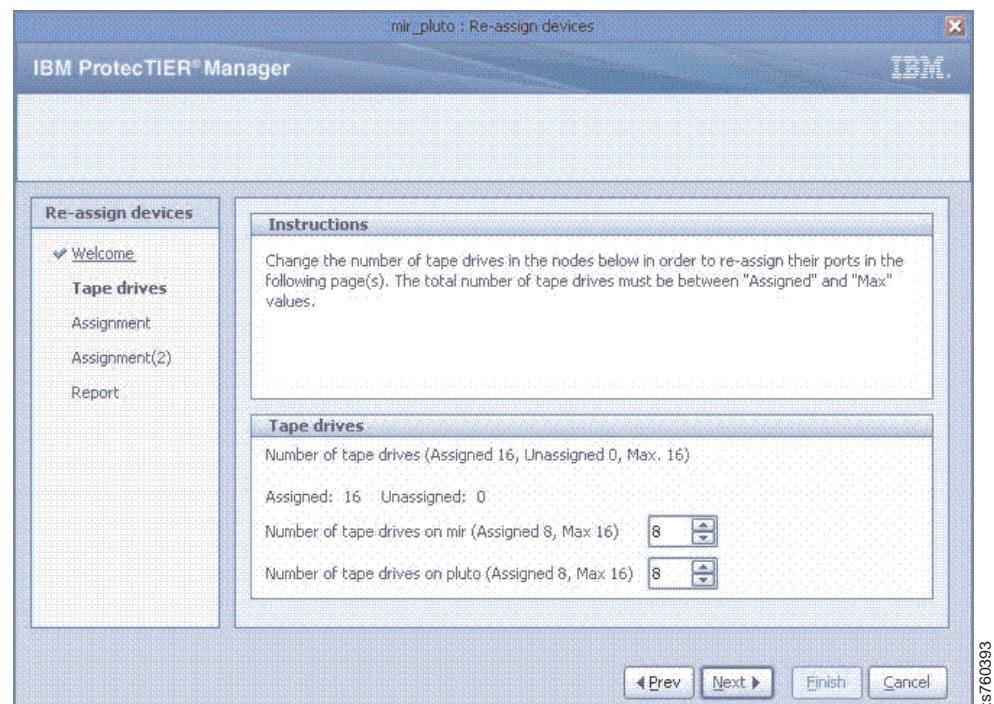 mir_pluto : Re-assign devices
IBM ProtecTIER® Manager
IBM.
Re-assign devices
Welcome
Tape drives
Assignment
Assignment(2)
Report
Instructions
Change the number of tape drives in the nodes below in order to re-assign their ports in the
following page(s). The total number of tape drives must be between "Assigned" and "Max"
values.
Tape drives
Number of tape drives (Assigned 16, Unassigned 0, Max. 16)
Assigned: 16 Unassigned: 0
Number of tape drives on mir (Assigned 8, Max 16) 8
Number of tape drives on pluto (Assigned 8, Max 16) 8
Prev Next Finish Cancel
s760393